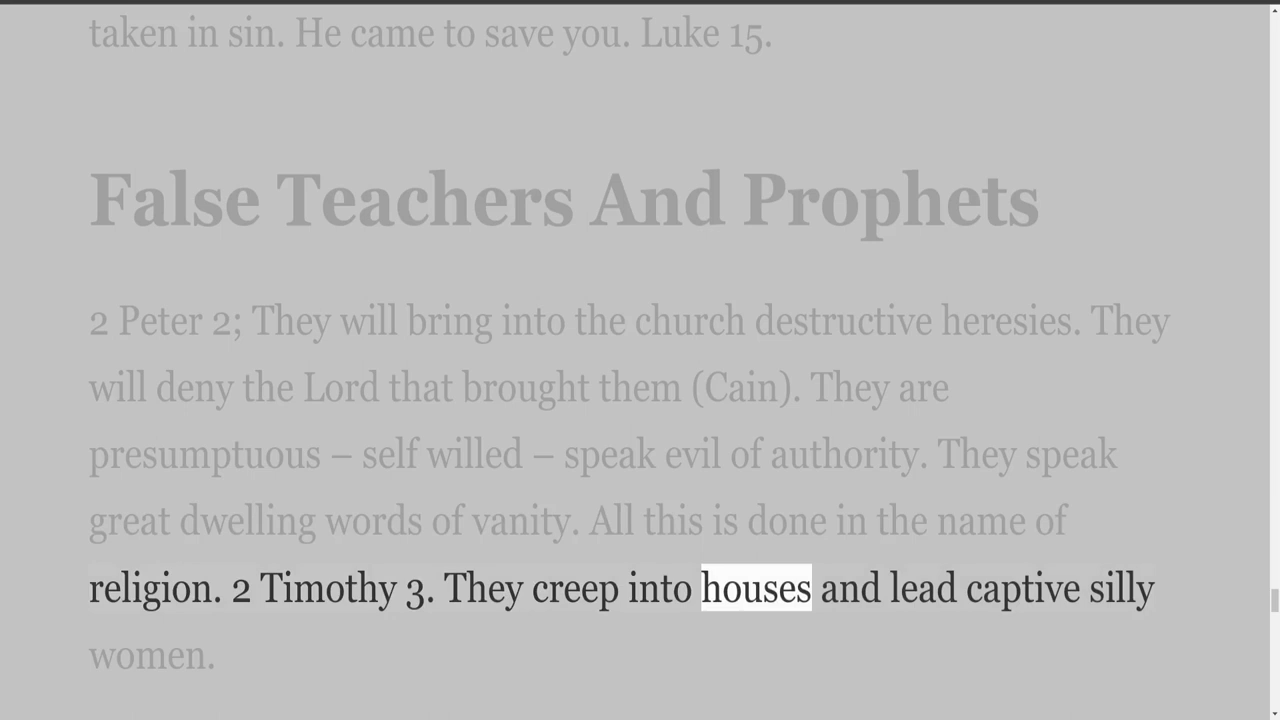 taken in sin. He came to save you. Luke 15.
False Teachers And Prophets
2 Peter 2; They will bring into the church destructive heresies. They
will deny the Lord that brought them (Cain). They are
presumptuous – self willed – speak evil of authority. They speak
great dwelling words of vanity. All this is done in the name of
religion. 2 Timothy 3. They creep into houses and lead captive silly
women.